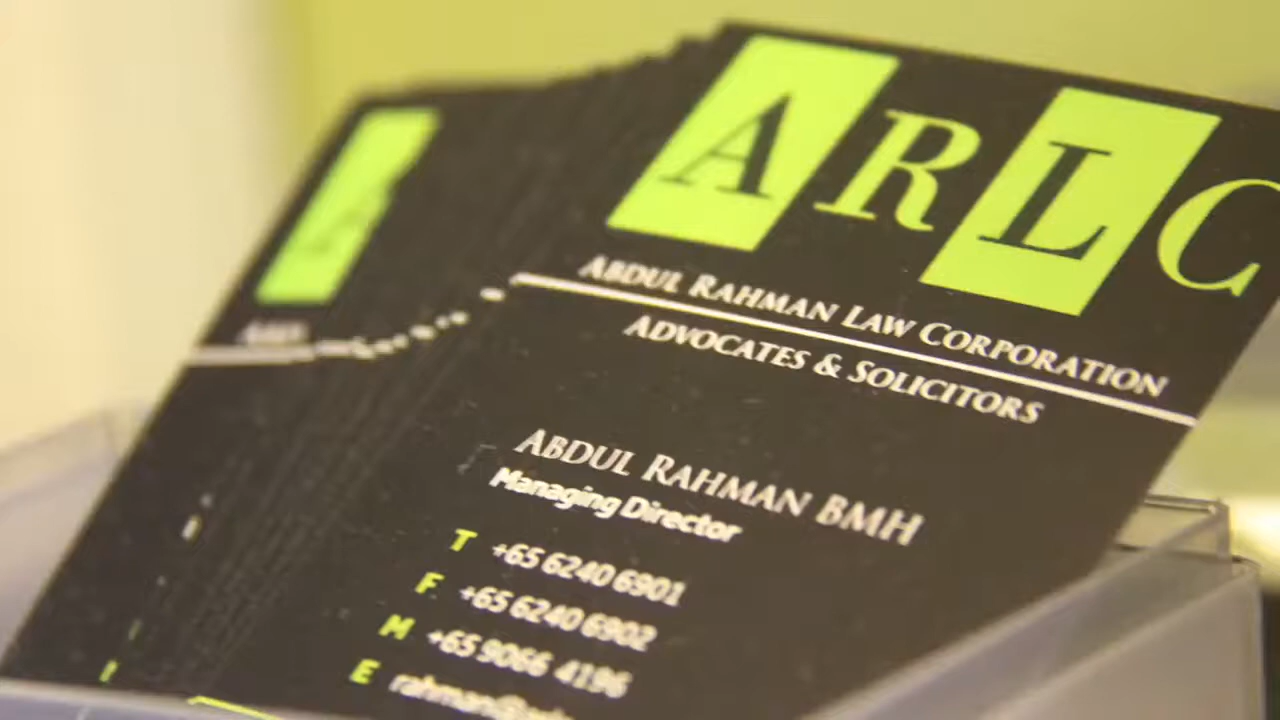 ARLC
ABDUL RAHMAN LAW CORPORATION
ADVOCATES & SOLICITORS
ABDUL RAHMAN BMH
Managing Director
T +65 6240 6901
F +65 6240 6902
M +65 9066 4196
E